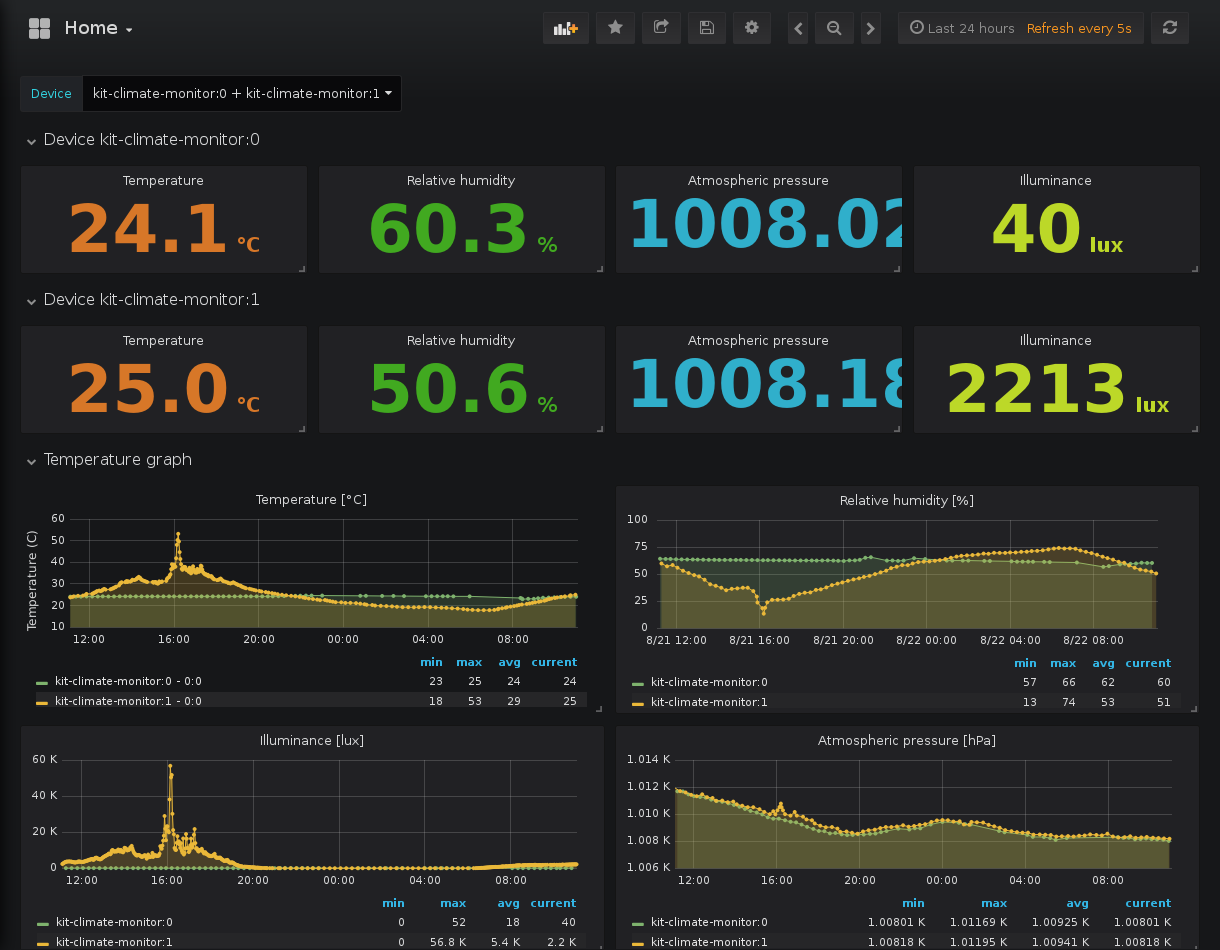 Home
Last 24 hours Refresh every 5s
Device kit-climate-monitor:0 + kit-climate-monitor:1
Device kit-climate-monitor:0
Temperature Relative humidity Atmospheric pressure Illuminance
24.1 °C 60.3 % 1008.02 40 lux
Device kit-climate-monitor:1
Temperature Relative humidity Atmospheric pressure Illuminance
25.0 °C 50.6 % 1008.18 2213 lux
Temperature graph
Temperature [°C]
Temperature (C)
60
50
40
30
20
10
12:00 16:00 20:00 00:00 04:00 08:00
min max avg current
kit-climate-monitor:0 - 0:0 23 25 24 24
kit-climate-monitor:1 - 0:0 18 53 29 25
Relative humidity [%]
100
75
50
25
0
8/21 12:00 8/21 16:00 8/21 20:00 8/22 00:00 8/22 04:00 8/22 08:00
min max avg current
kit-climate-monitor:0 57 66 62 60
kit-climate-monitor:1 13 74 53 51
Illuminance [lux]
60 K
40 K
20 K
0
12:00 16:00 20:00 00:00 04:00 08:00
min max avg current
kit-climate-monitor:0 0 52 18 40
kit-climate-monitor:1 0 56.8 K 5.4 K 2.2 K
Atmospheric pressure [hPa]
1.014 K
1.012 K
1.010 K
1.008 K
1.006 K
12:00 16:00 20:00 00:00 04:00 08:00
min max avg current
kit-climate-monitor:0 1.00801 K 1.01169 K 1.00925 K 1.00801 K
kit-climate-monitor:1 1.00818 K 1.01195 K 1.00941 K 1.00818 K